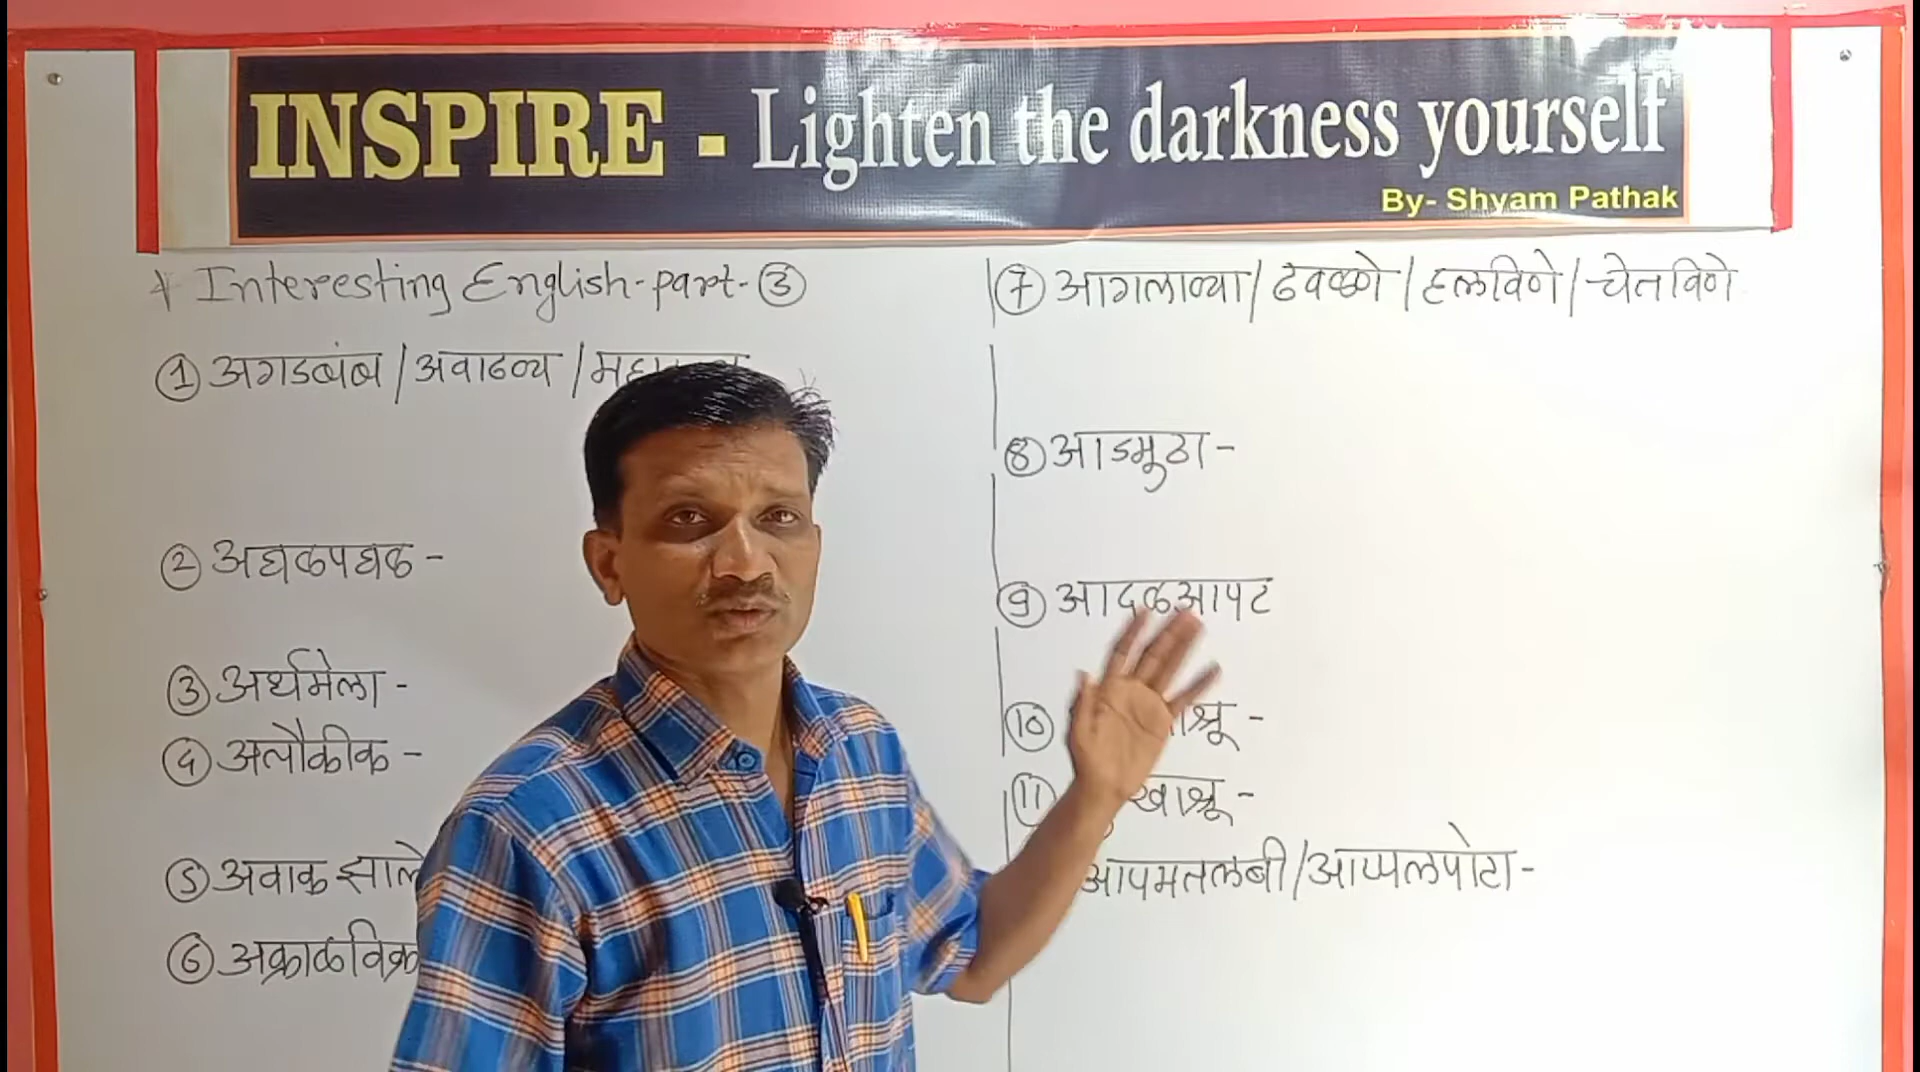 INSPIRE - Lighten the darkness yourself
By- Shyam Pathak
Interesting English-part-③
① अगडबंब / अवाढव्य /
② अघळपघळ -
③ अर्धमेला -
④ अलौकीक -
⑤ अवाक झाले
⑥ अक्राळविक्र
⑦ आगलाव्या / ढवळणे / हलविणे / चेतविणे
⑧ आडमुठा -
⑨ आदळआपट
⑩ श्रू -
⑪ खाश्रू -
आपमतलबी / आप्पलपोटा -